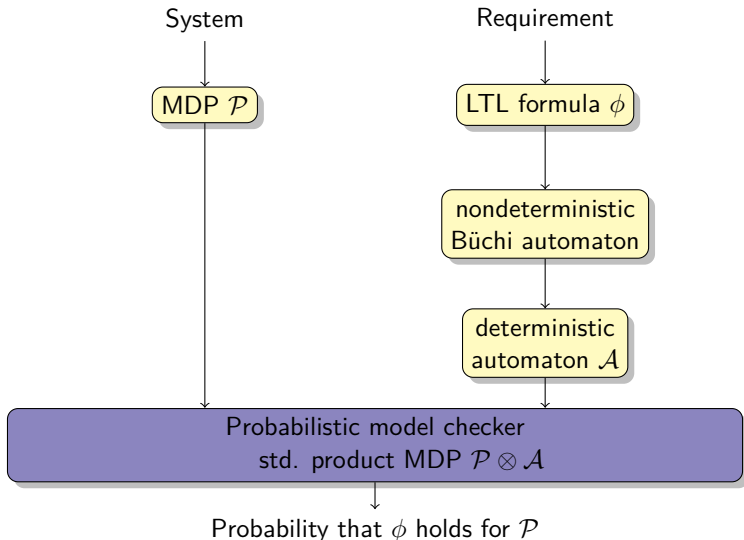 System
Requirement
MDP 𝒫
LTL formula ϕ
nondeterministic
Büchi automaton
deterministic
automaton 𝒜
Probabilistic model checker
std. product MDP 𝒫 ⊗ 𝒜
Probability that ϕ holds for 𝒫